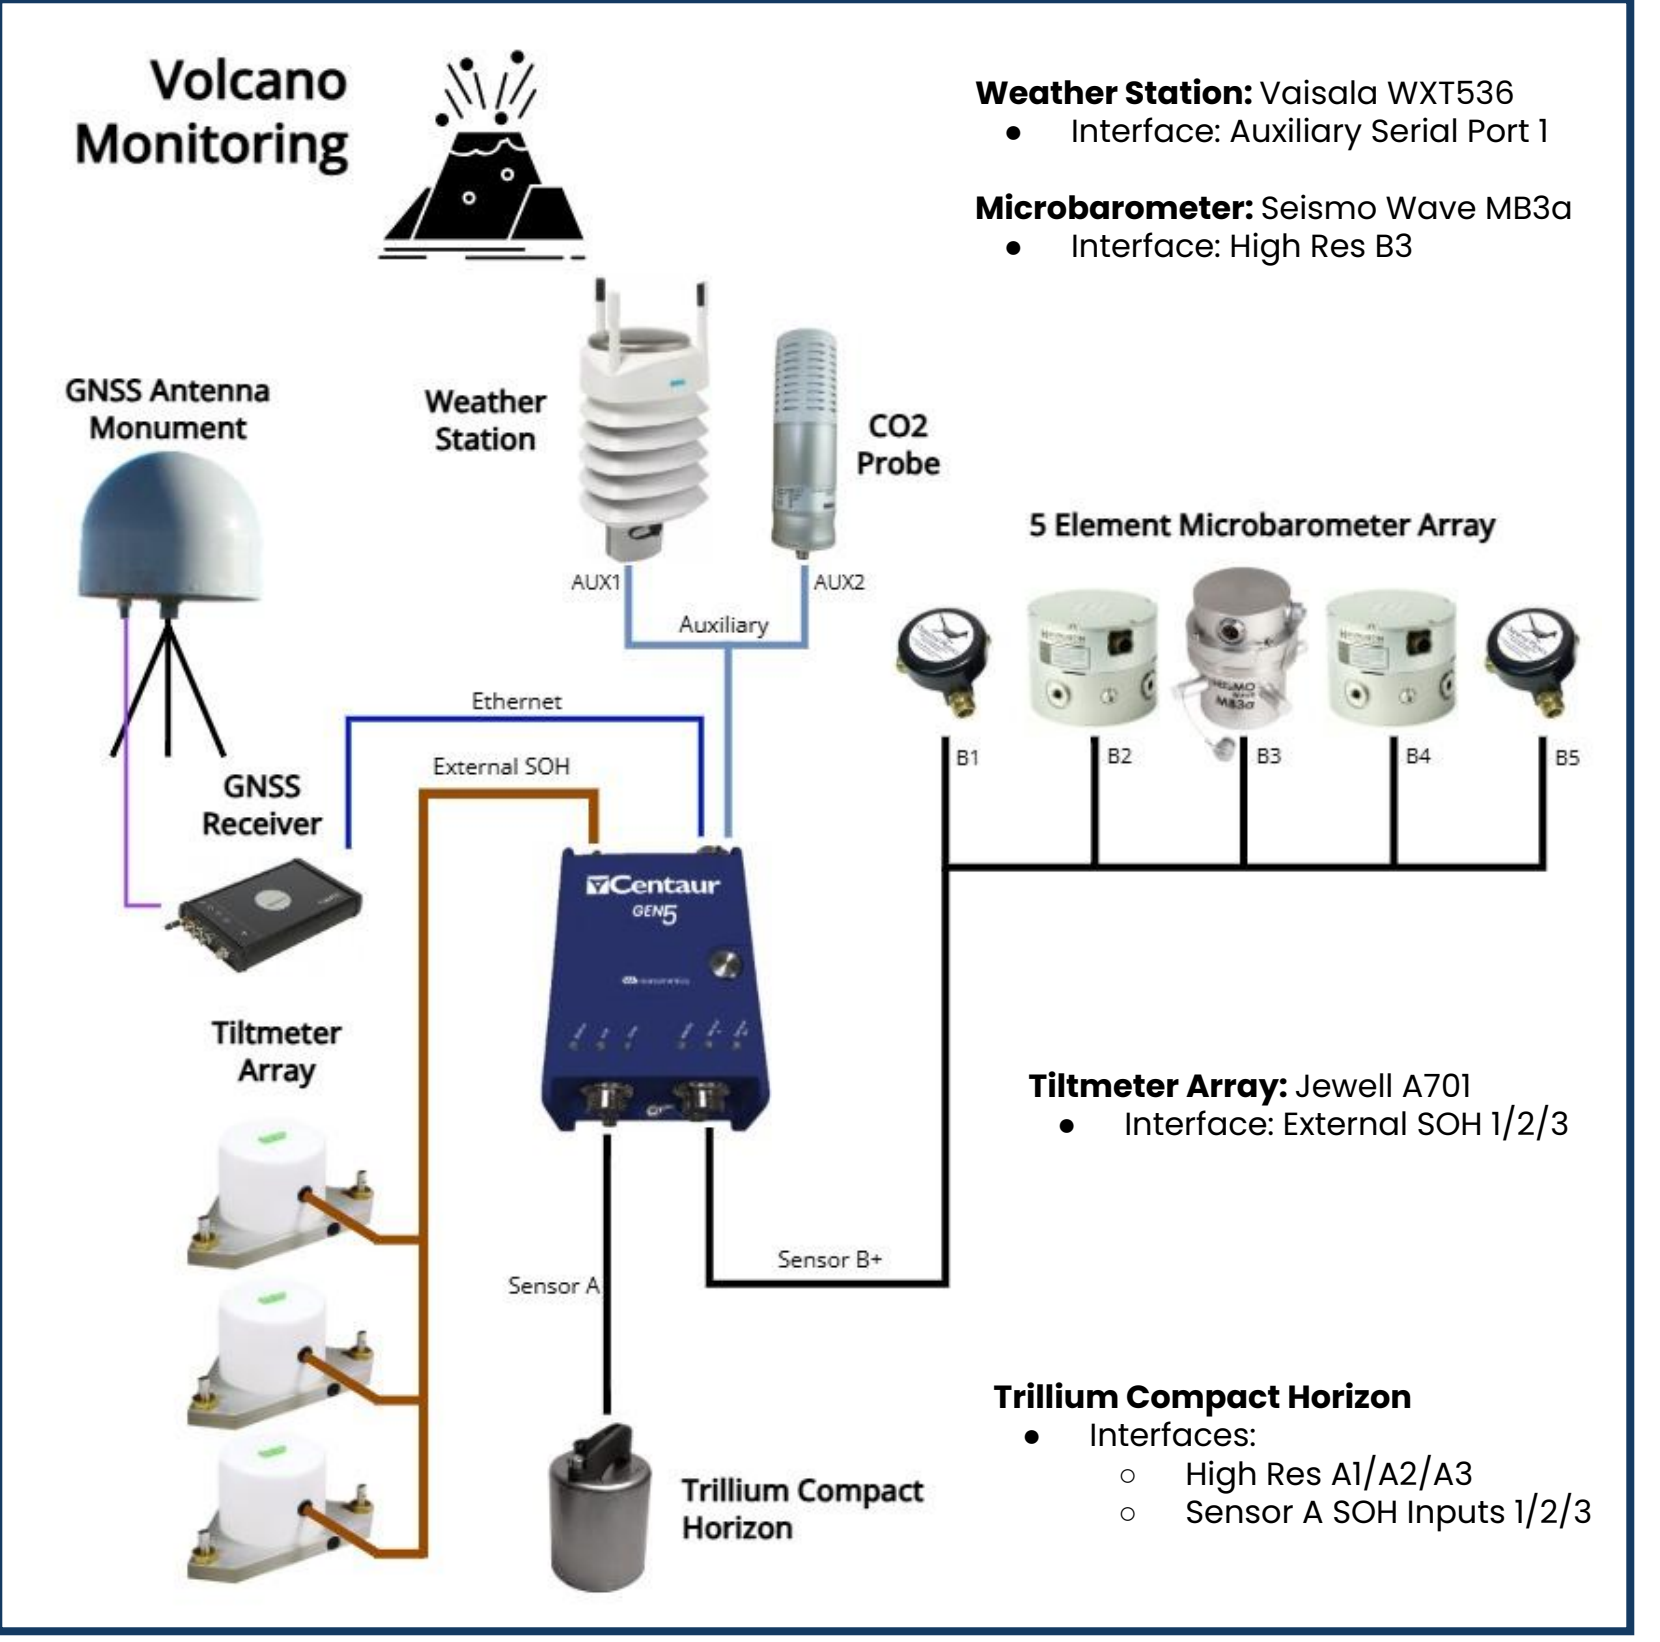 Volcano
Monitoring
Weather Station: Vaisala WXT536
● Interface: Auxiliary Serial Port 1
Microbarometer: Seismo Wave MB3a
● Interface: High Res B3
GNSS Antenna
Monument
Weather
Station
CO2
Probe
5 Element Microbarometer Array
AUX1
AUX2
Auxiliary
Ethernet
External SOH
B1
B2
B3
B4
B5
SEISMO
WAVE
MB3a
GNSS
Receiver
Centaur
GEN5
Tiltmeter
Array
Tiltmeter Array: Jewell A701
● Interface: External SOH 1/2/3
Sensor A
Sensor B+
Trillium Compact
Horizon
Trillium Compact Horizon
● Interfaces:
○ High Res A1/A2/A3
○ Sensor A SOH Inputs 1/2/3